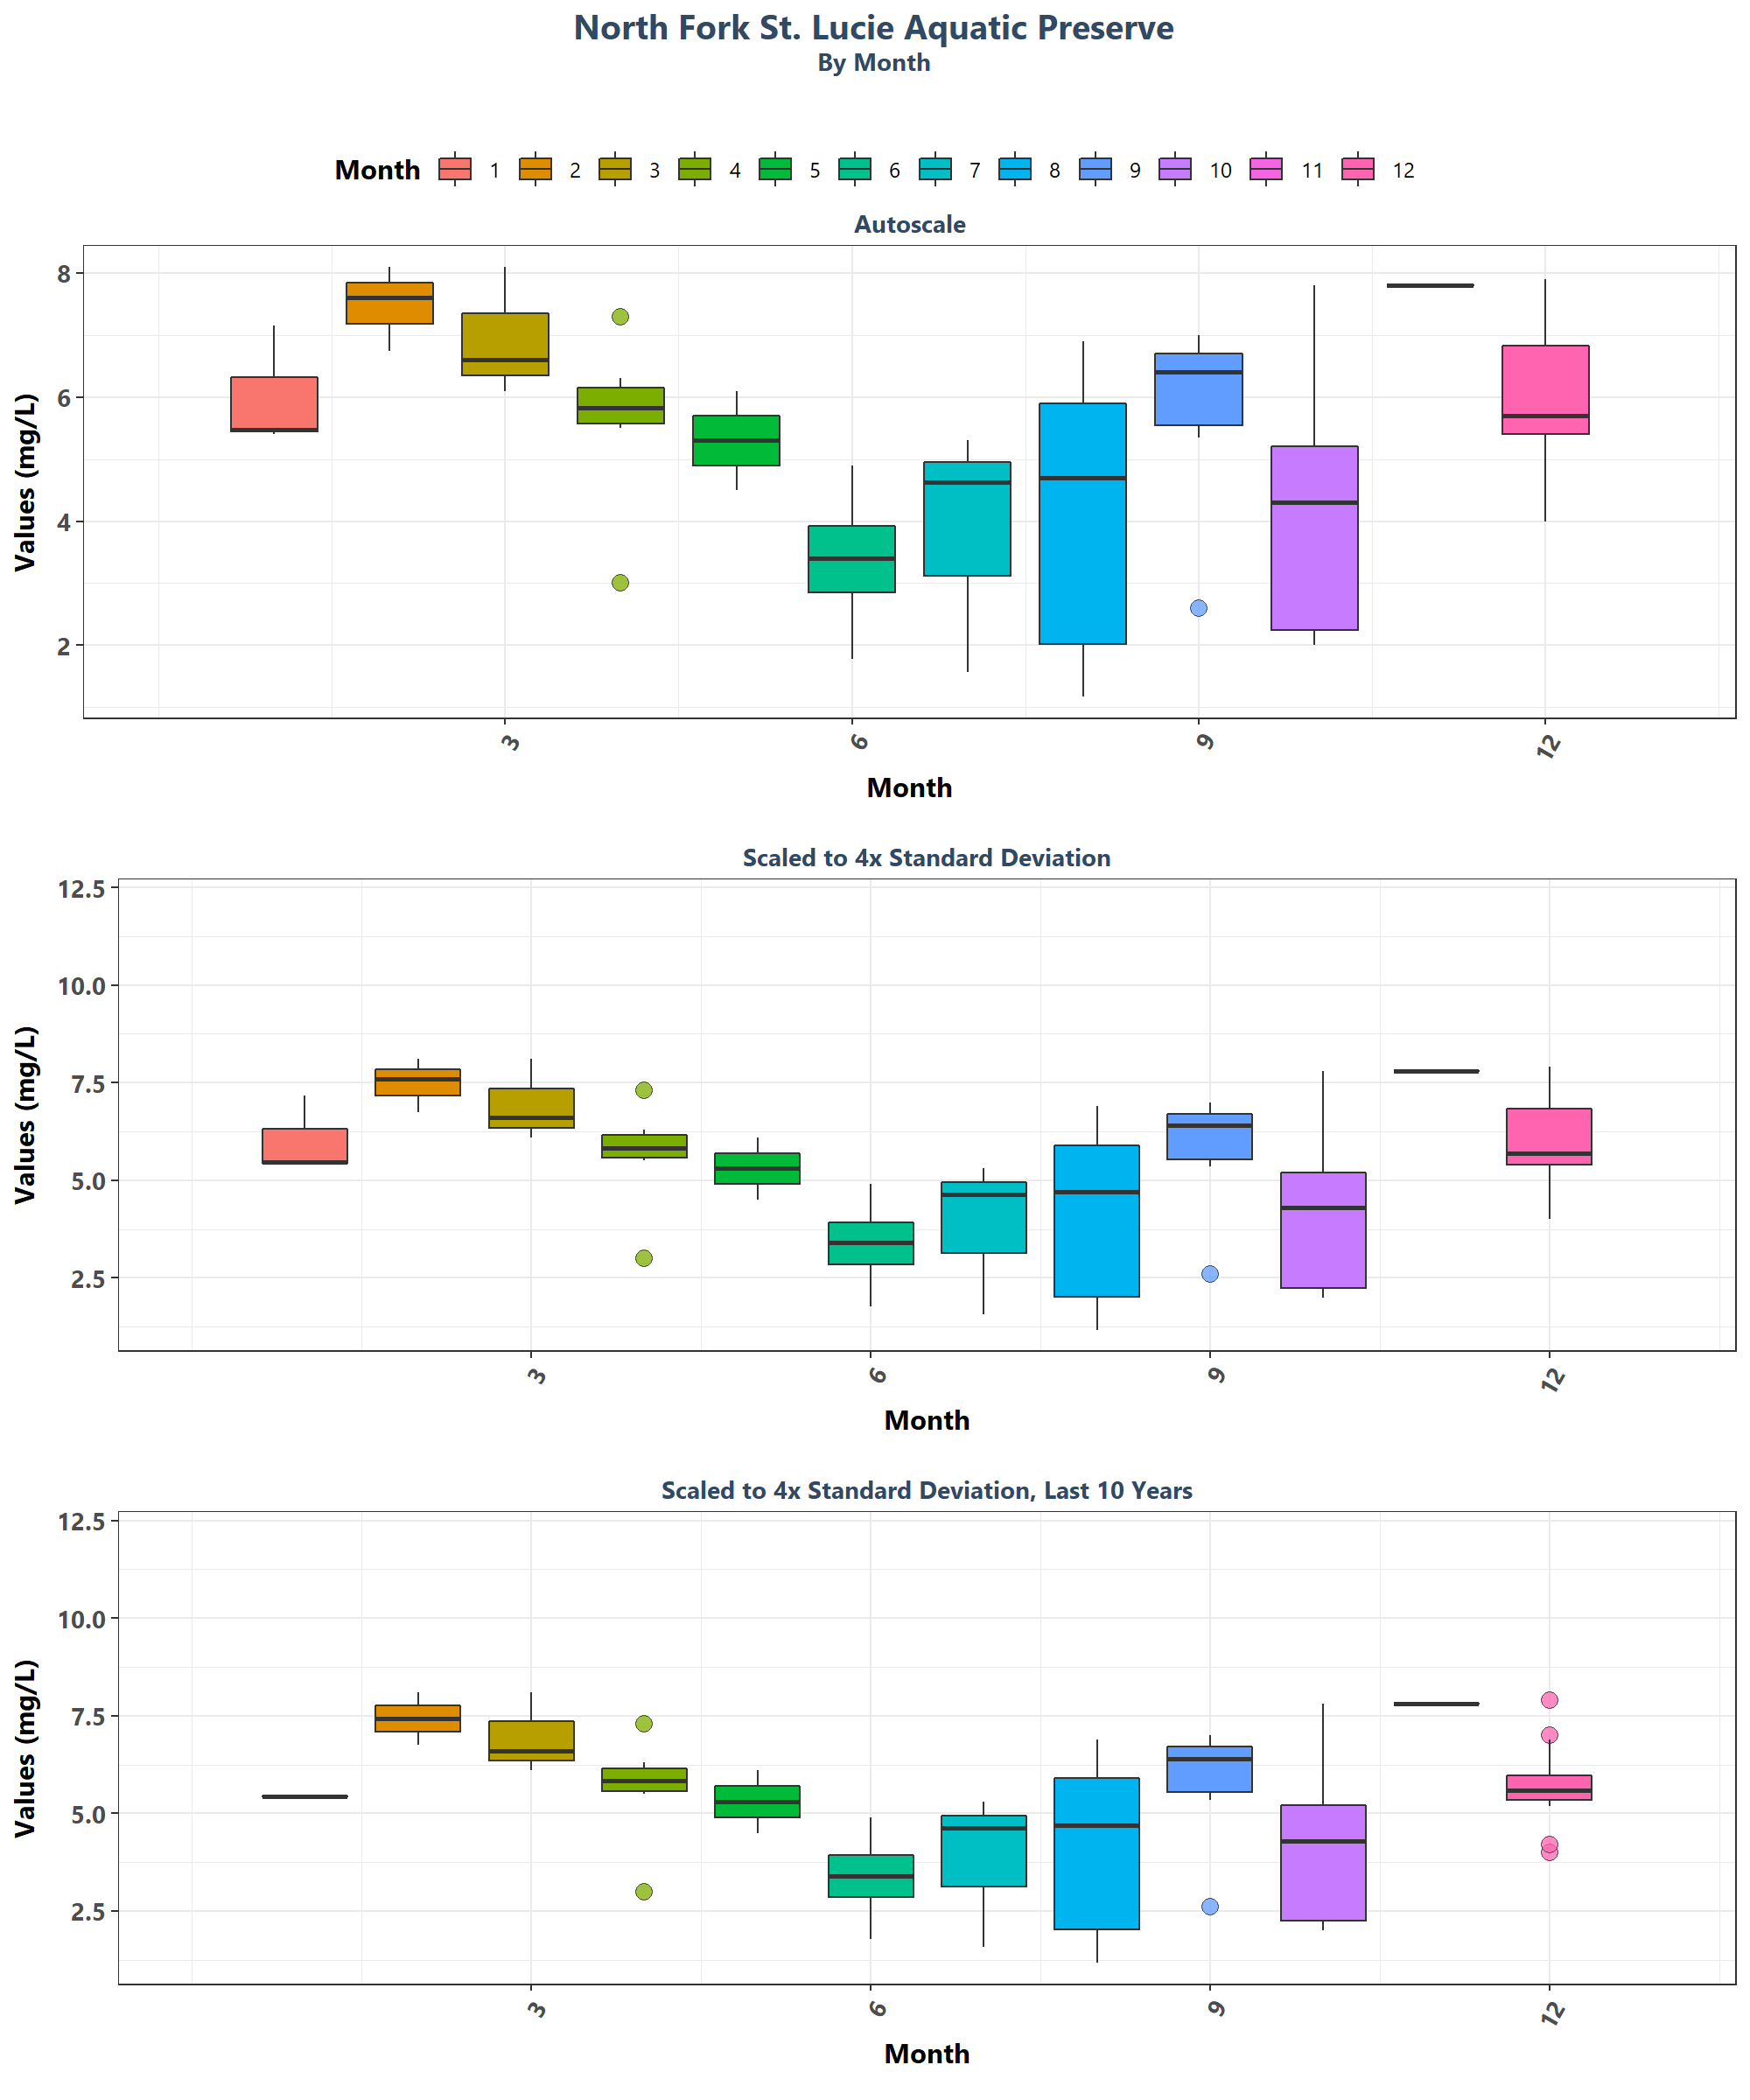 North Fork St. Lucie Aquatic Preserve
By Month
Month 1 2 3 4 5 6 7 8 9 10 11 12
Autoscale
Values (mg/L)
8
6
4
2
3 6 9 12
Month
Scaled to 4x Standard Deviation
Values (mg/L)
12.5
10.0
7.5
5.0
2.5
3 6 9 12
Month
Scaled to 4x Standard Deviation, Last 10 Years
Values (mg/L)
12.5
10.0
7.5
5.0
2.5
3 6 9 12
Month